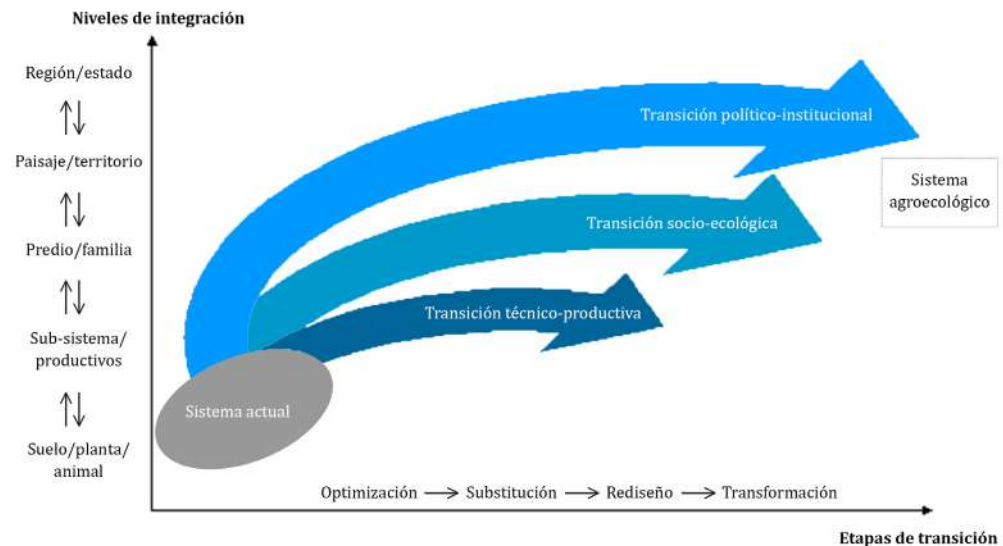 Niveles de integración
Región/estado
Paisaje/territorio
Predio/familia
Sub-sistema/
productivos
Suelo/planta/
animal
Transición político-institucional
Transición socio-ecológica
Transición técnico-productiva
Sistema actual
Sistema
agroecológico
Optimización
Substitución
Rediseño
Transformación
Etapas de transición